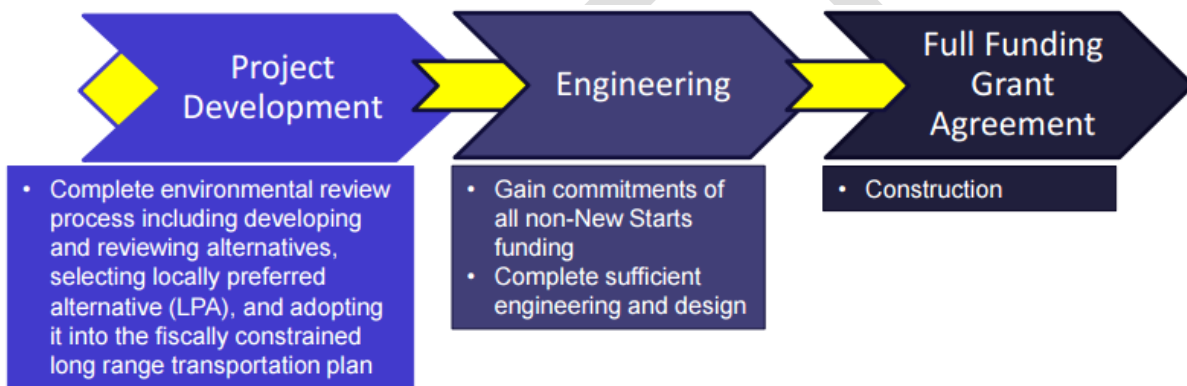 Project
Development
Engineering
Full Funding
Grant
Agreement
• Complete environmental review
process including developing
and reviewing alternatives,
selecting locally preferred
alternative (LPA), and adopting
it into the fiscally constrained
long range transportation plan
• Gain commitments of
all non-New Starts
funding
• Complete sufficient
engineering and design
• Construction